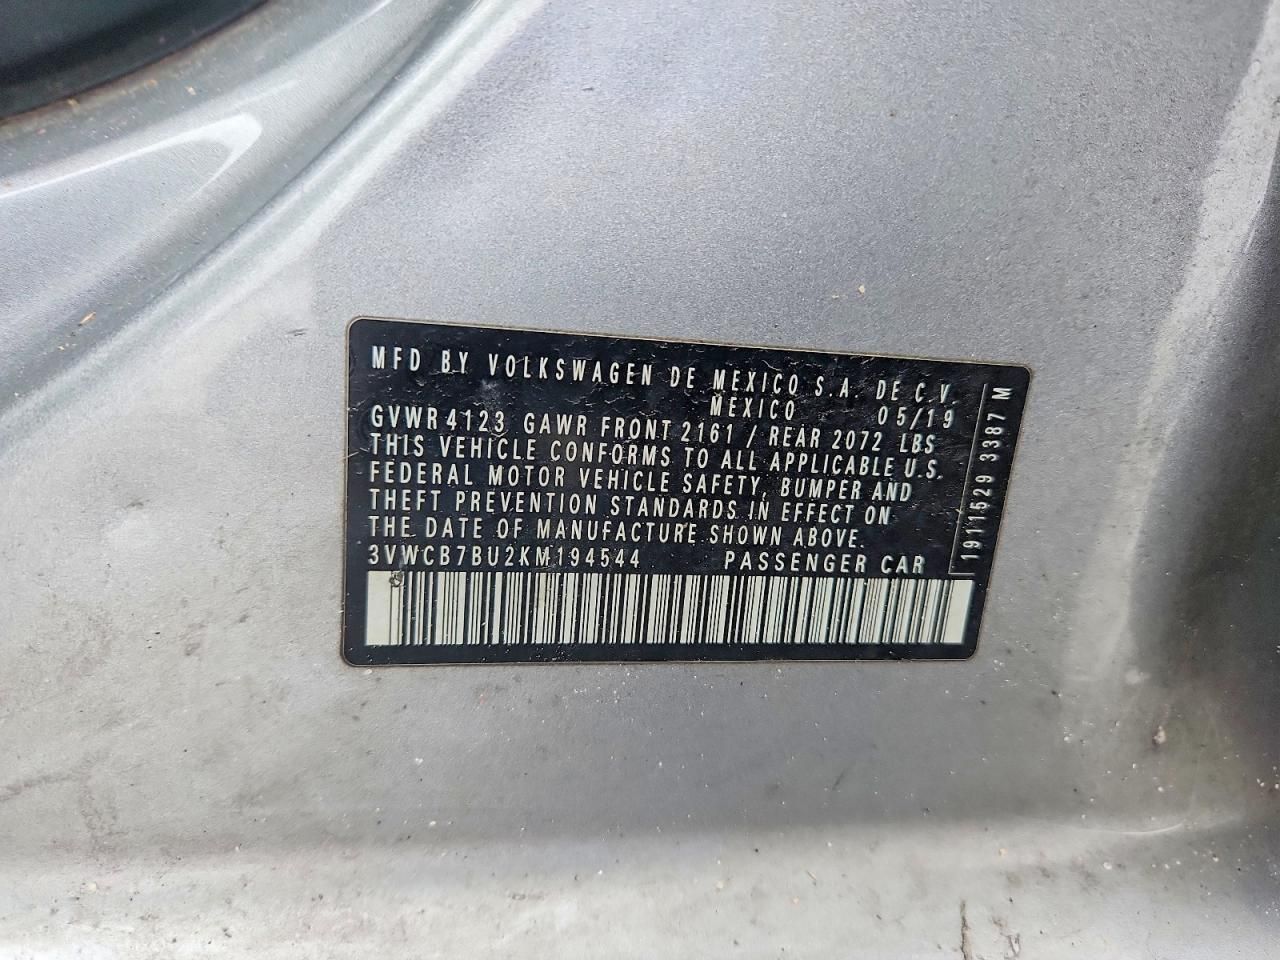 MFD BY VOLKSWAGEN DE MEXICO S.A. DE C.V.
MEXICO 05/19
GVWR 4123 GAWR FRONT 2161 / REAR 2072 LBS
THIS VEHICLE CONFORMS TO ALL APPLICABLE U.S.
FEDERAL MOTOR VEHICLE SAFETY, BUMPER AND
THEFT PREVENTION STANDARDS IN EFFECT ON
THE DATE OF MANUFACTURE SHOWN ABOVE.
3VWCB7BU2KM194544 PASSENGER CAR
1911529 3387 M